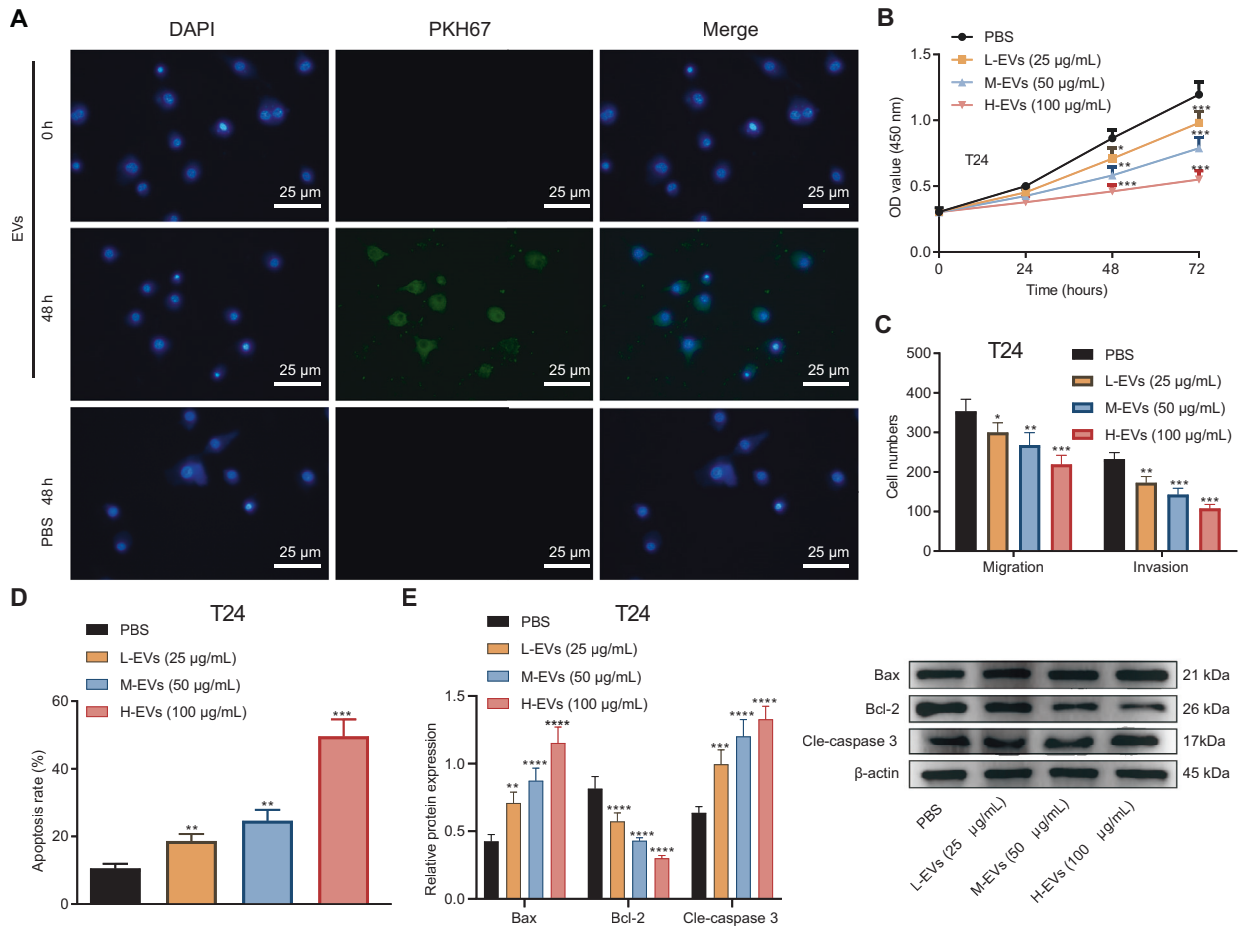 A
DAPI
PKH67
Merge
EVs
0 h
25 µm
25 µm
25 µm
48 h
25 µm
25 µm
25 µm
PBS 48 h
25 µm
25 µm
25 µm
B
PBS
L-EVs (25 µg/mL)
M-EVs (50 µg/mL)
H-EVs (100 µg/mL)
T24
OD value (450 nm)
1.5
1.0
0.5
0.0
***
***
***
*
**
***
0
24
48
72
Time (hours)
C
T24
PBS
L-EVs (25 µg/mL)
M-EVs (50 µg/mL)
H-EVs (100 µg/mL)
Cell numbers
500
400
300
200
100
0
*
**
***
**
***
***
Migration
Invasion
D
T24
PBS
L-EVs (25 µg/mL)
M-EVs (50 µg/mL)
H-EVs (100 µg/mL)
Apoptosis rate (%)
60
40
20
0
**
**
***
E
T24
PBS
L-EVs (25 µg/mL)
M-EVs (50 µg/mL)
H-EVs (100 µg/mL)
Relative protein expression
1.5
1.0
0.5
0.0
**
****
****
****
****
****
***
****
****
Bax
Bcl-2
Cle-caspase 3
Bax
21 kDa
Bcl-2
26 kDa
Cle-caspase 3
17kDa
β-actin
45 kDa
PBS
L-EVs (25 µg/mL)
M-EVs (50 µg/mL)
H-EVs (100 µg/mL)